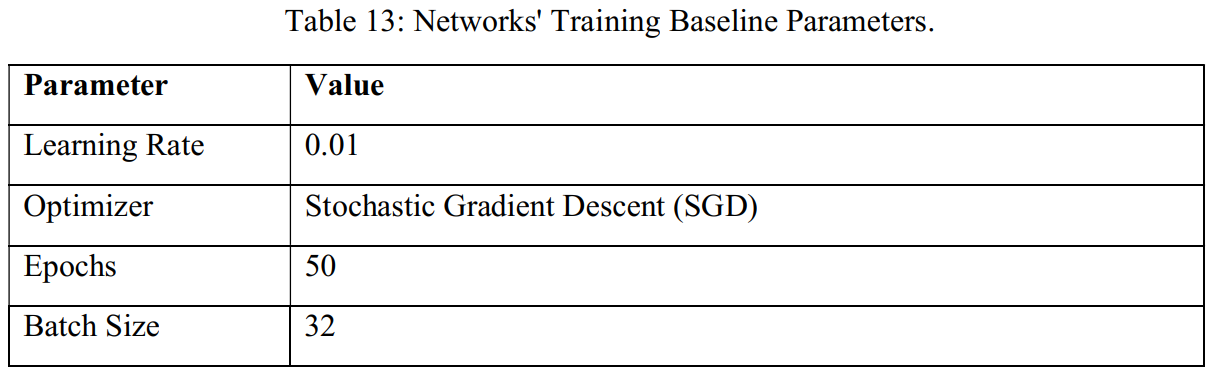 Table 13: Networks' Training Baseline Parameters.
Parameter Value
Learning Rate 0.01
Optimizer Stochastic Gradient Descent (SGD)
Epochs 50
Batch Size 32